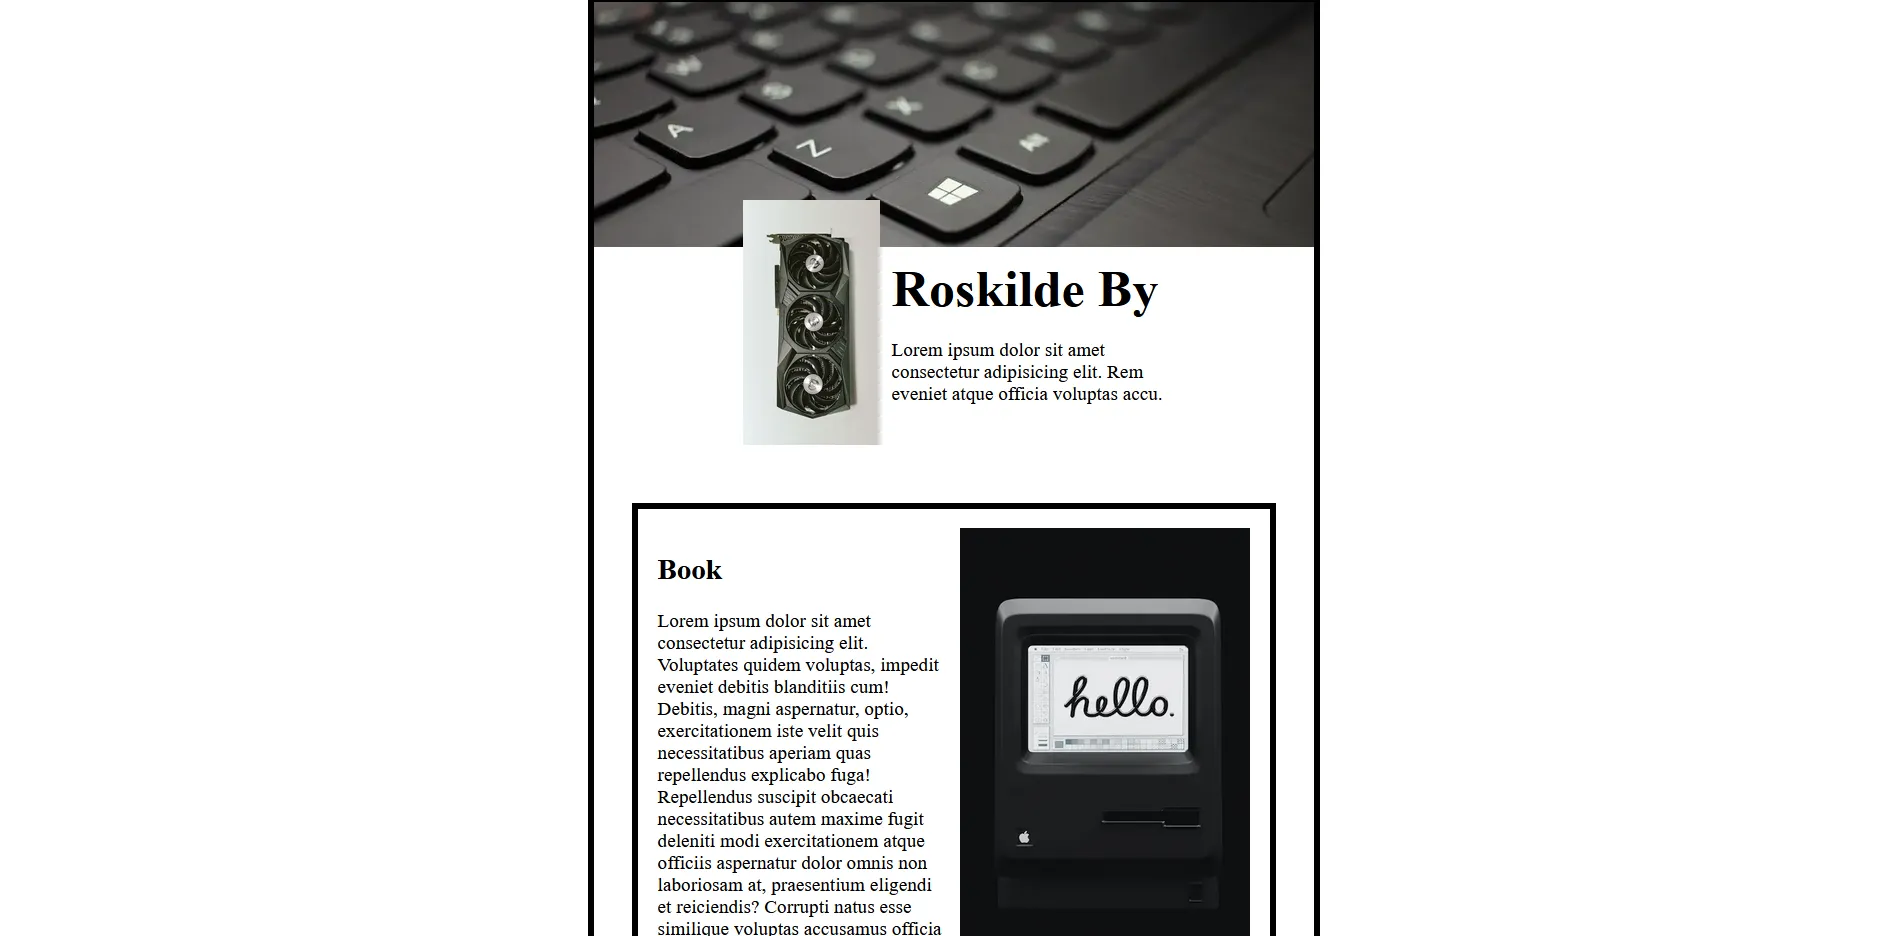 A
Z
X
Roskilde By
Lorem ipsum dolor sit amet
consectetur adipisicing elit. Rem
eveniet atque officia voluptas accu.
Book
Lorem ipsum dolor sit amet
consectetur adipisicing elit.
Voluptates quidem voluptas, impedit
eveniet debitis blanditiis cum!
Debitis, magni aspernatur, optio,
exercitationem iste velit quis
necessitatibus aperiam quas
repellendus explicabo fuga!
Repellendus suscipit obcaecati
necessitatibus autem maxime fugit
deleniti modi exercitationem atque
officiis aspernatur dolor omnis non
laboriosam at, praesentium eligendi
et reiciendis? Corrupti natus esse
similique voluptas accusamus officia
hello.